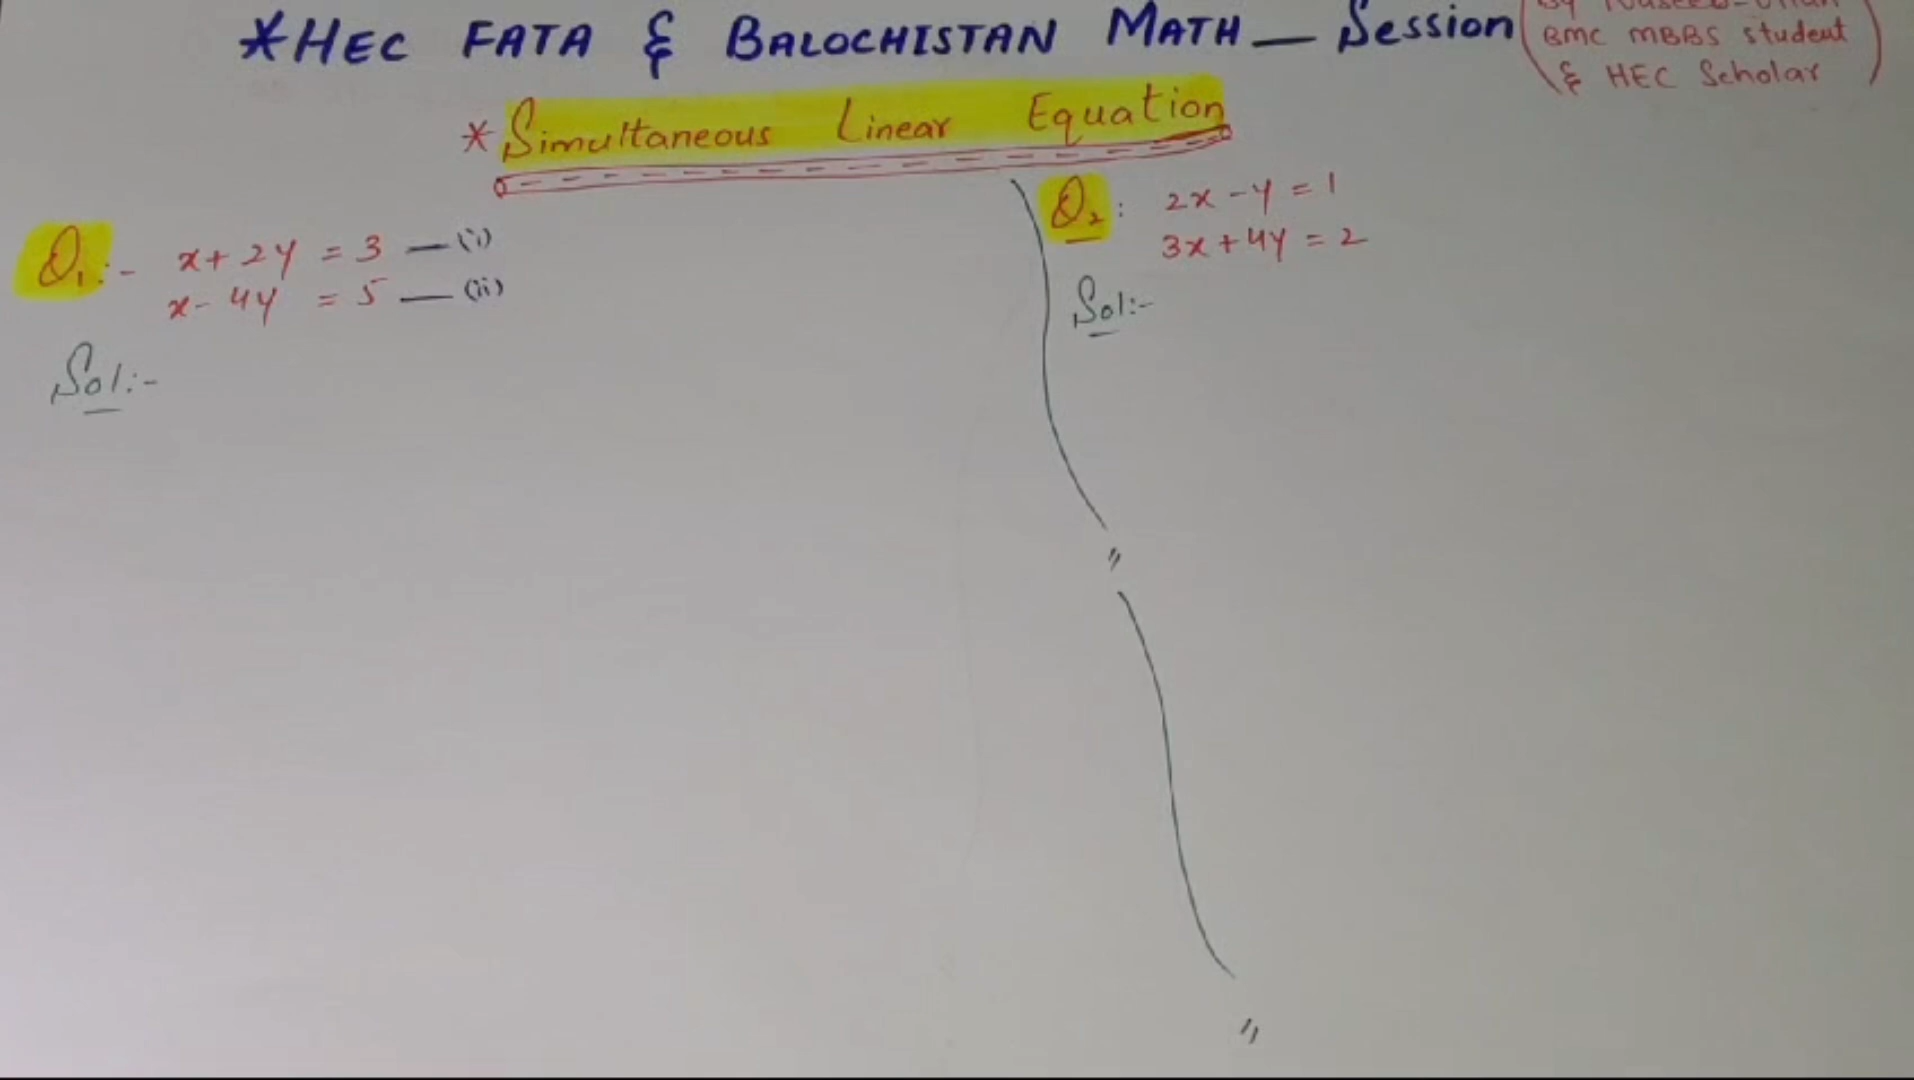 *HEC FATA & BALOCHISTAN MATH _ Session
BMC MBBS student
& HEC Scholar
* Simultaneous Linear Equation
Q1:- x+2y = 3 — (i)
x-4y = 5 — (ii)
Sol:-
Q2: 2x-y = 1
3x+4y = 2
Sol:-